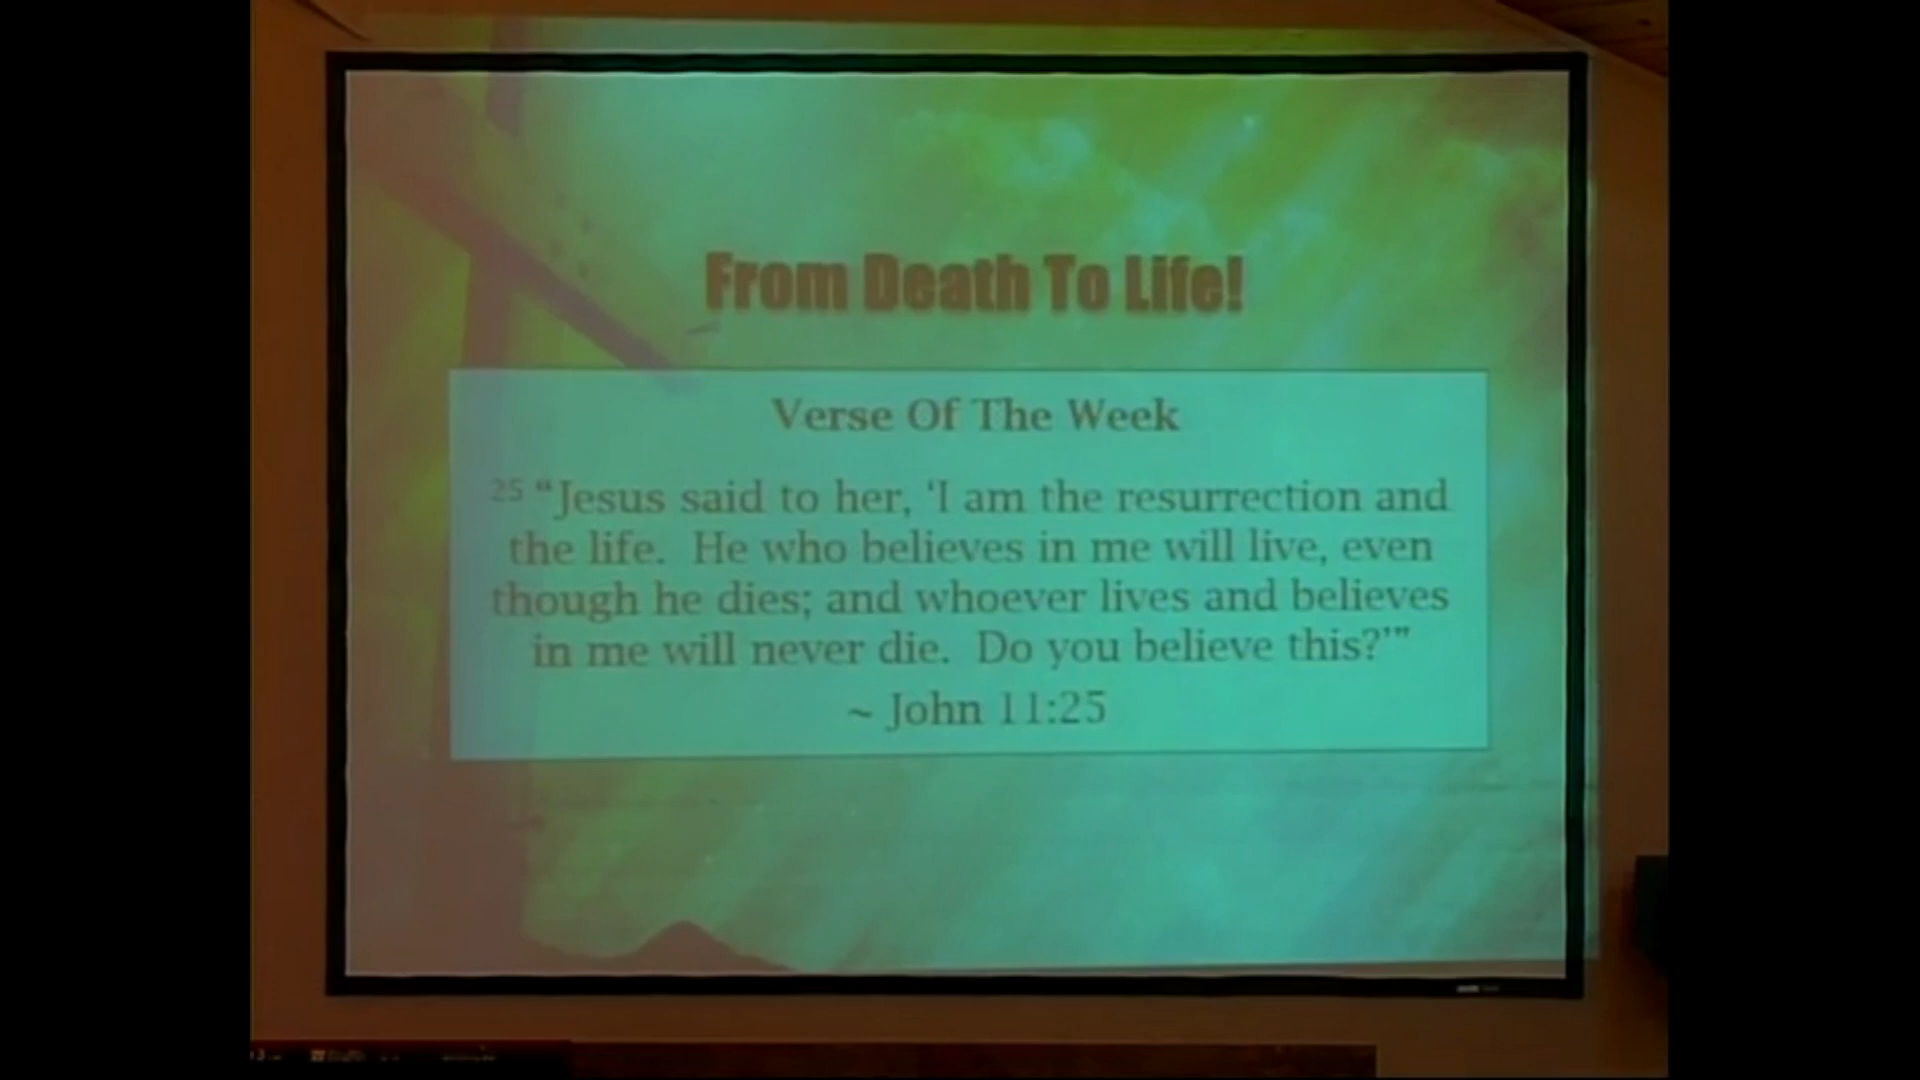 From Death To Life!
Verse Of The Week
25 “Jesus said to her, ‘I am the resurrection and
the life. He who believes in me will live, even
though he dies; and whoever lives and believes
in me will never die. Do you believe this?’”
~ John 11:25